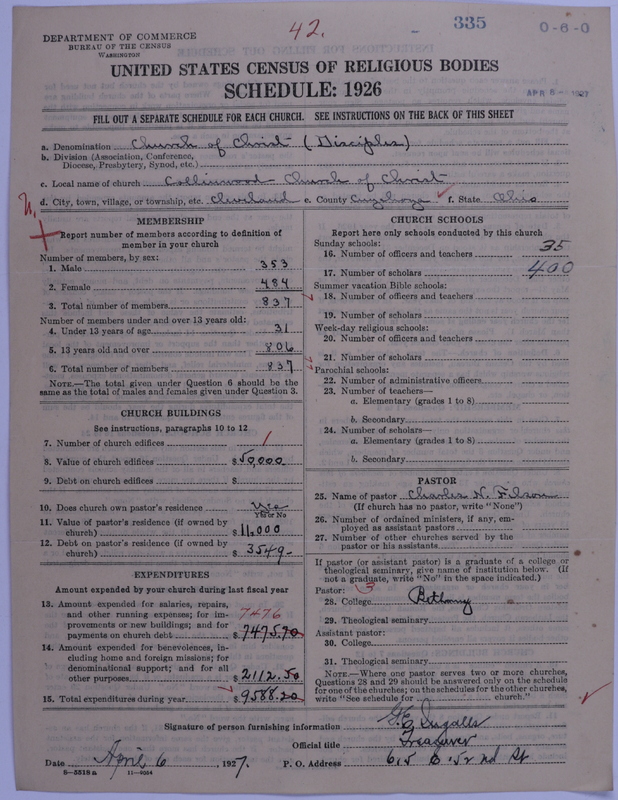 42.
335
0-6-0
DEPARTMENT OF COMMERCE
BUREAU OF THE CENSUS
WASHINGTON
UNITED STATES CENSUS OF RELIGIOUS BODIES
SCHEDULE: 1926
APR 1927
FILL OUT A SEPARATE SCHEDULE FOR EACH CHURCH. SEE INSTRUCTIONS ON THE BACK OF THIS SHEET
a. Denomination Church of Christ (Disciples)
b. Division (Association, Conference,
Diocese, Presbytery, Synod, etc.)
c. Local name of church Collinwood Church of Christ
d. City, town, village, or township, etc. Cleveland e. County Cuyahoga f. State Ohio
MEMBERSHIP
Report number of members according to definition of
member in your church
Number of members, by sex:
1. Male 353
2. Female 484
3. Total number of members 837
Number of members under and over 13 years old:
4. Under 13 years of age 31
5. 13 years old and over 806
6. Total number of members 837
NOTE.—The total given under Question 6 should be
same as the total of males and females given under Question 3.
CHURCH BUILDINGS
See instructions, paragraphs 10 to 12
7. Number of church edifices 1
8. Value of church edifices $50,000
9. Debt on church edifices $
10. Does church own pastor's residence Yes
Yes or No
11. Value of pastor's residence (if owned by
church) $11,000
12. Debt on pastor's residence (if owned by
church) $3549-
EXPENDITURES
Amount expended by your church during last fiscal year
13. Amount expended for salaries, repairs,
and other running expenses; for im-
provements or new buildings; and for
payments on church debt 7476 $7475.70
14. Amount expended for benevolences, in-
cluding home and foreign missions; for
denominational support; and for all
other purposes $2112.50
15. Total expenditures during year $9588.20
CHURCH SCHOOLS
Report here only schools conducted by this church
Sunday schools:
16. Number of officers and teachers 35
17. Number of scholars 400
Summer vacation Bible schools:
18. Number of officers and teachers
19. Number of scholars
Week-day religious schools:
20. Number of officers and teachers
21. Number of scholars
Parochial schools:
22. Number of administrative officers
23. Number of teachers—
a. Elementary (grades 1 to 8)
b. Secondary
24. Number of scholars—
a. Elementary (grades 1 to 8)
b. Secondary
PASTOR
25. Name of pastor Charles N. Filson
(If church has no pastor, write "None")
26. Number of ordained ministers, if any, em-
ployed as assistant pastors
27. Number of other churches served by the
pastor or his assistants
If pastor (or assistant pastor) is a graduate of a college or
theological seminary, give name of institution below. (If
not a graduate, write "No" in the space indicated.)
Pastor: 3
28. College Bethany
29. Theological seminary
Assistant pastor:
30. College
31. Theological seminary
NOTE.—Where one pastor serves two or more churches,
Questions 28 and 29 should be answered only on the schedule
for one of the churches; on the schedules for the other churches,
write "See schedule for church."
Signature of person furnishing information G.E. Ingalls
Official title Treasurer
Date April 6, 1927. P. O. Address 615 E. 152nd St
8-5518 a 11-9054